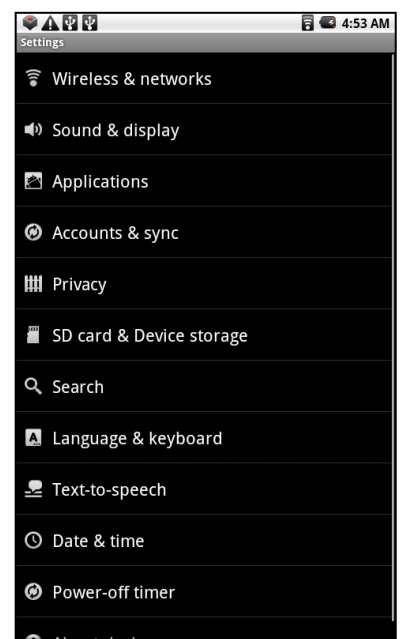 4:53 AM
Settings
Wireless & networks
Sound & display
Applications
Accounts & sync
Privacy
SD card & Device storage
Search
Language & keyboard
Text-to-speech
Date & time
Power-off timer